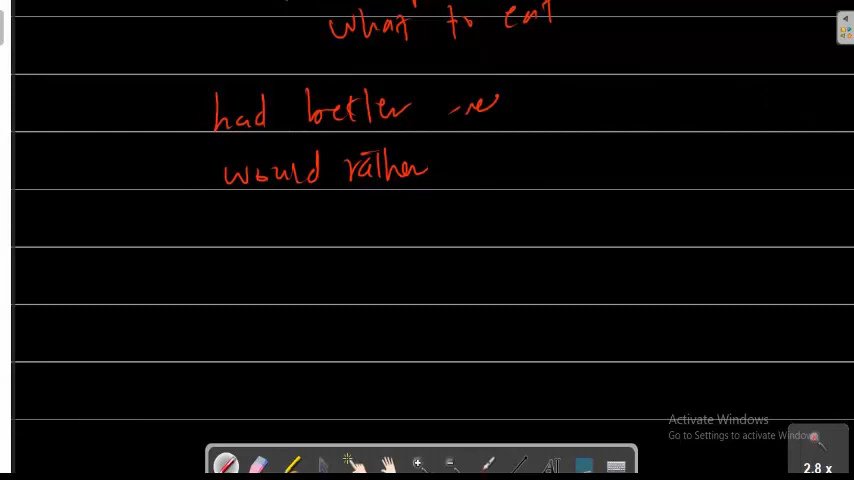 what to eat
had better
would rather
Activate Windows
Go to Settings to activate Windows
2.8 x